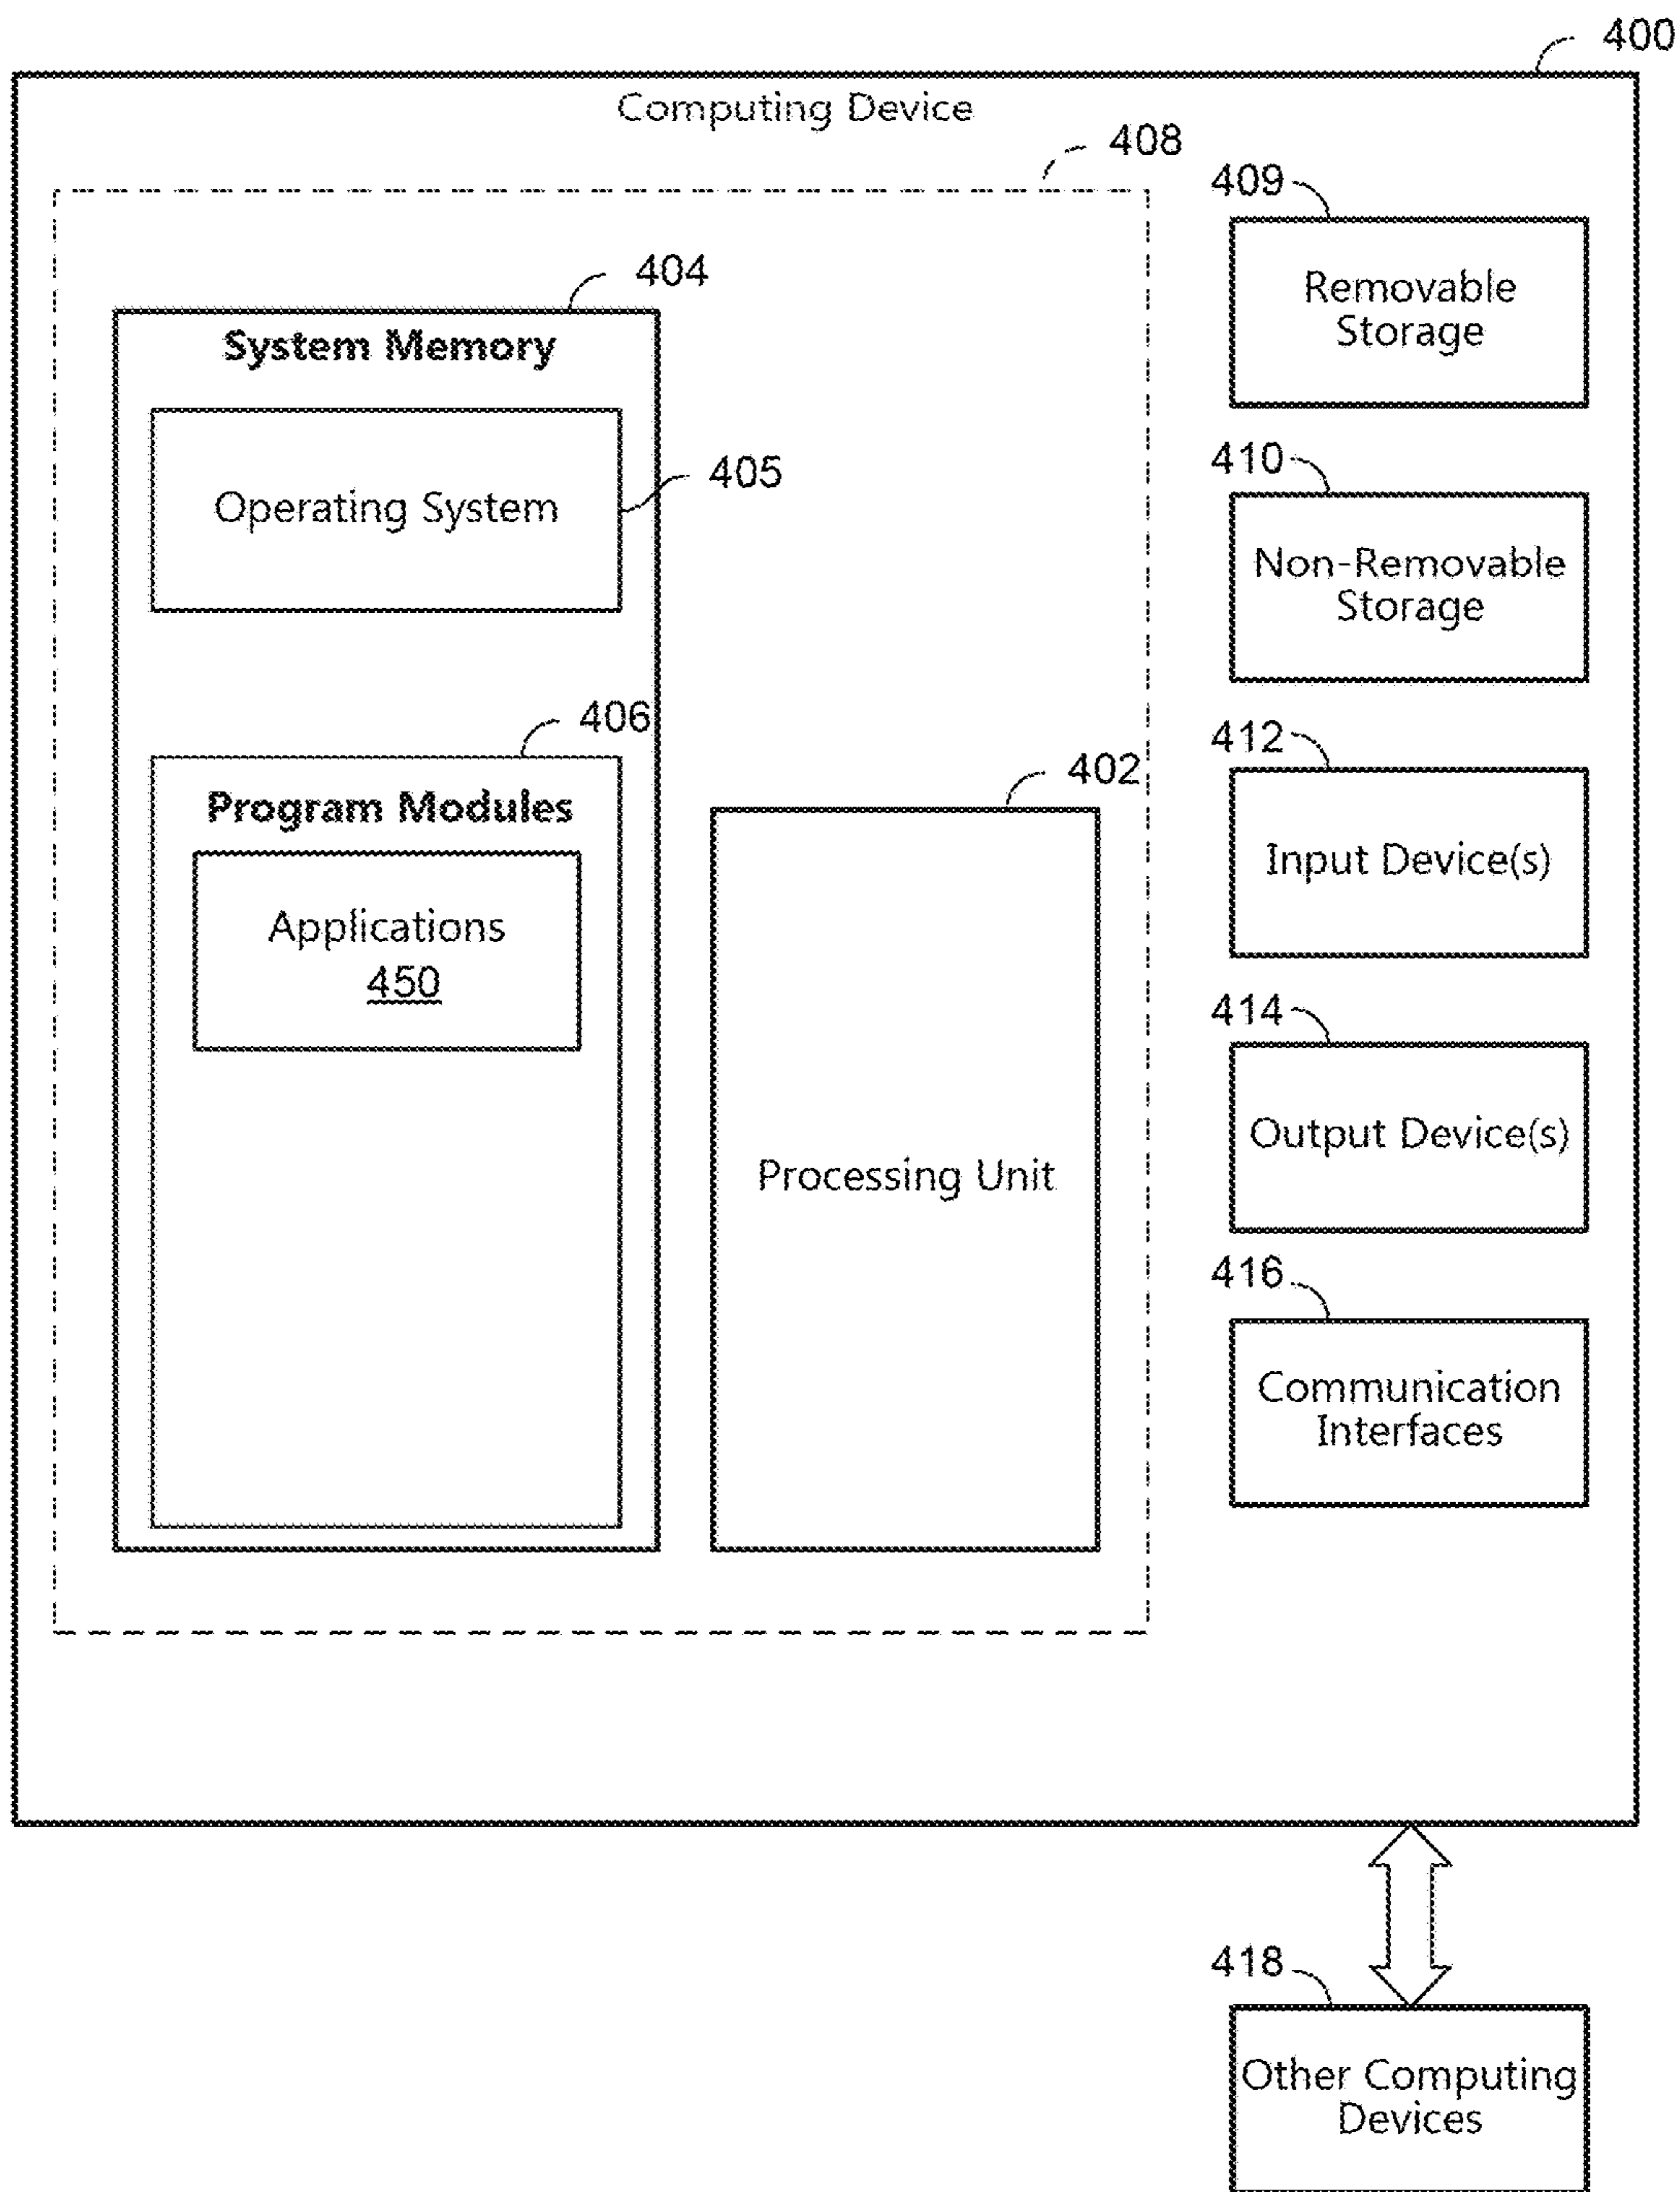 400
Computing Device
408
409
Removable
Storage
404
System Memory
Operating System
405
410
Non-Removable
Storage
406
Program Modules
Applications
450
402
Processing Unit
412
Input Device(s)
414
Output Device(s)
416
Communication
Interfaces
418
Other Computing
Devices